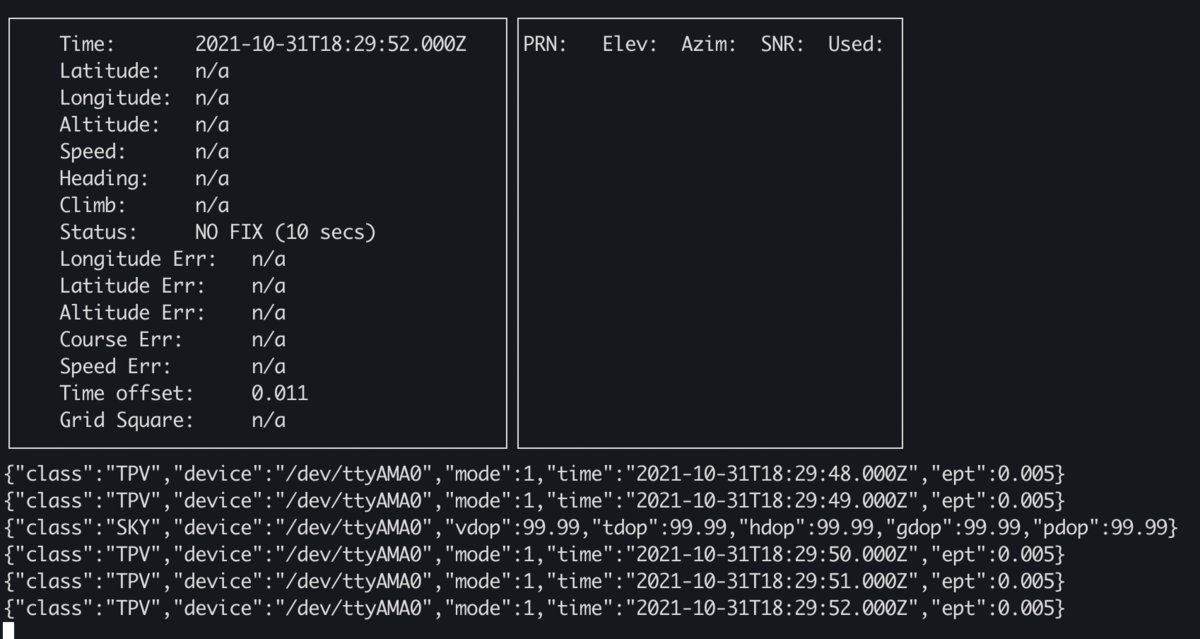 Time: 2021-10-31T18:29:52.000Z
Latitude: n/a
Longitude: n/a
Altitude: n/a
Speed: n/a
Heading: n/a
Climb: n/a
Status: NO FIX (10 secs)
Longitude Err: n/a
Latitude Err: n/a
Altitude Err: n/a
Course Err: n/a
Speed Err: n/a
Time offset: 0.011
Grid Square: n/a
PRN: Elev: Azim: SNR: Used:
{"class":"TPV","device":"/dev/ttyAMA0","mode":1,"time":"2021-10-31T18:29:48.000Z","ept":0.005}
{"class":"TPV","device":"/dev/ttyAMA0","mode":1,"time":"2021-10-31T18:29:49.000Z","ept":0.005}
{"class":"SKY","device":"/dev/ttyAMA0","vdop":99.99,"tdop":99.99,"hdop":99.99,"gdop":99.99,"pdop":99.99}
{"class":"TPV","device":"/dev/ttyAMA0","mode":1,"time":"2021-10-31T18:29:50.000Z","ept":0.005}
{"class":"TPV","device":"/dev/ttyAMA0","mode":1,"time":"2021-10-31T18:29:51.000Z","ept":0.005}
{"class":"TPV","device":"/dev/ttyAMA0","mode":1,"time":"2021-10-31T18:29:52.000Z","ept":0.005}